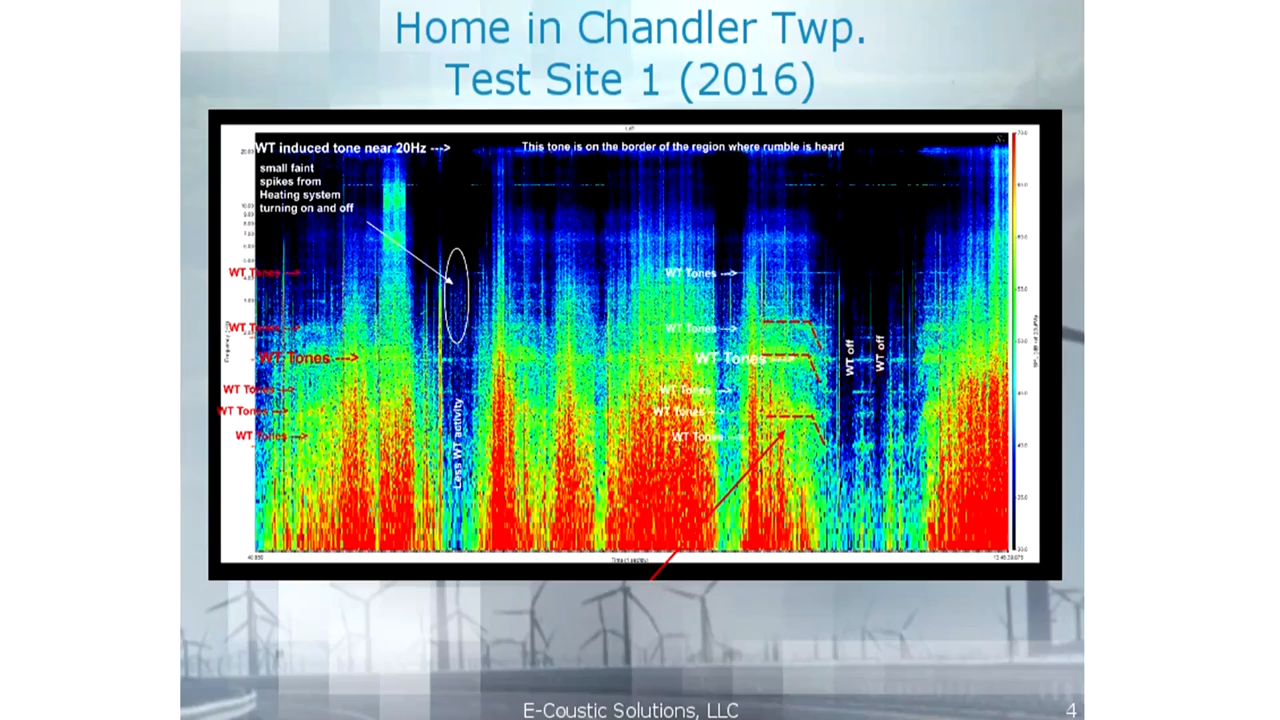 Home in Chandler Twp.
Test Site 1 (2016)
WT induced tone near 20Hz --->
This tone is on the border of the region where rumble is heard
small faint
spikes from
Heating system
turning on and off
WT Tones -->
WT Tones -->
WT Tones -->
WT Tones --->
WT Tones -->
WT Tones --->
WT off
WT off
WT Tones -->
WT Tones -->
WT Tones -->
WT Tones -->
WT Tones -->
WT Tones
Less WT activity
E-Coustic Solutions, LLC
4